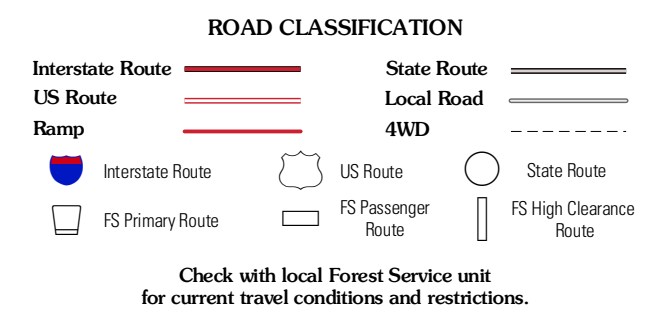 ROAD CLASSIFICATION
Interstate Route
State Route
US Route
Local Road
Ramp
4WD
Interstate Route
US Route
State Route
FS Primary Route
FS Passenger
Route
FS High Clearance
Route
Check with local Forest Service unit
for current travel conditions and restrictions.